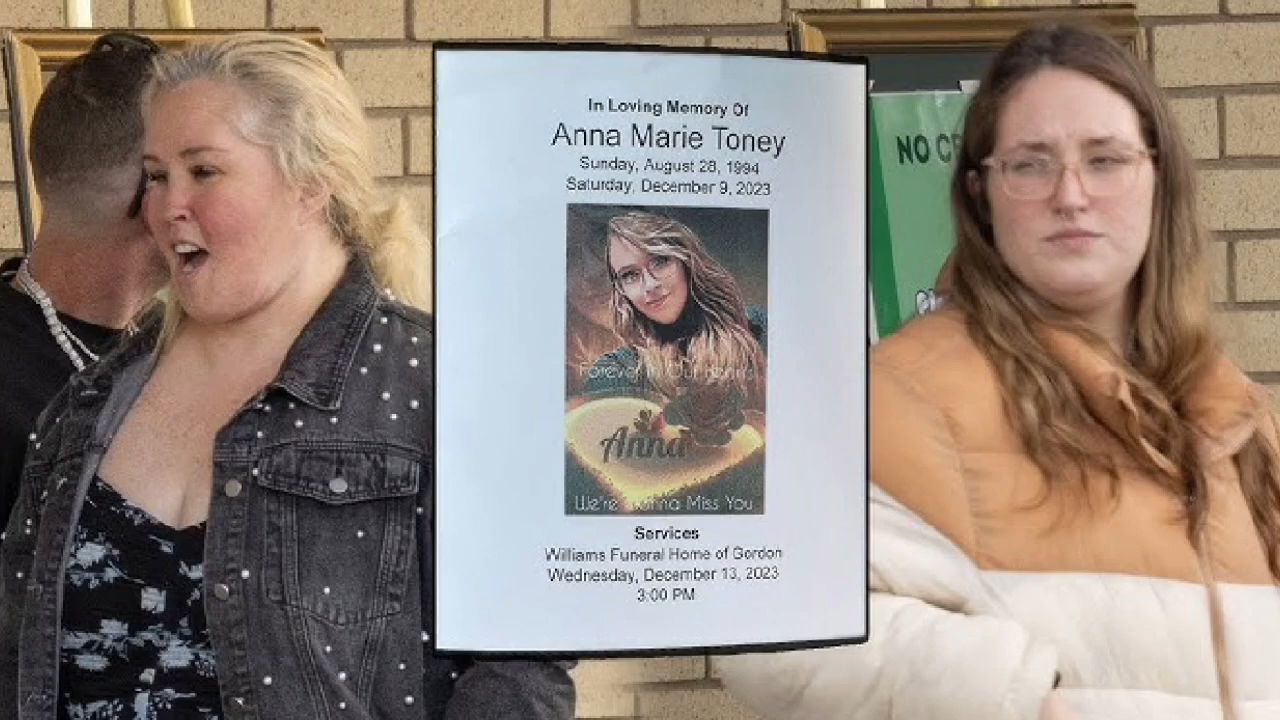 In Loving Memory Of
Anna Marie Toney
Sunday, August 28, 1994
Saturday, December 9, 2023
Forever In Our Hearts
Anna
We're Gonna Miss You
Services
Williams Funeral Home of Gordon
Wednesday, December 13, 2023
3:00 PM
NO